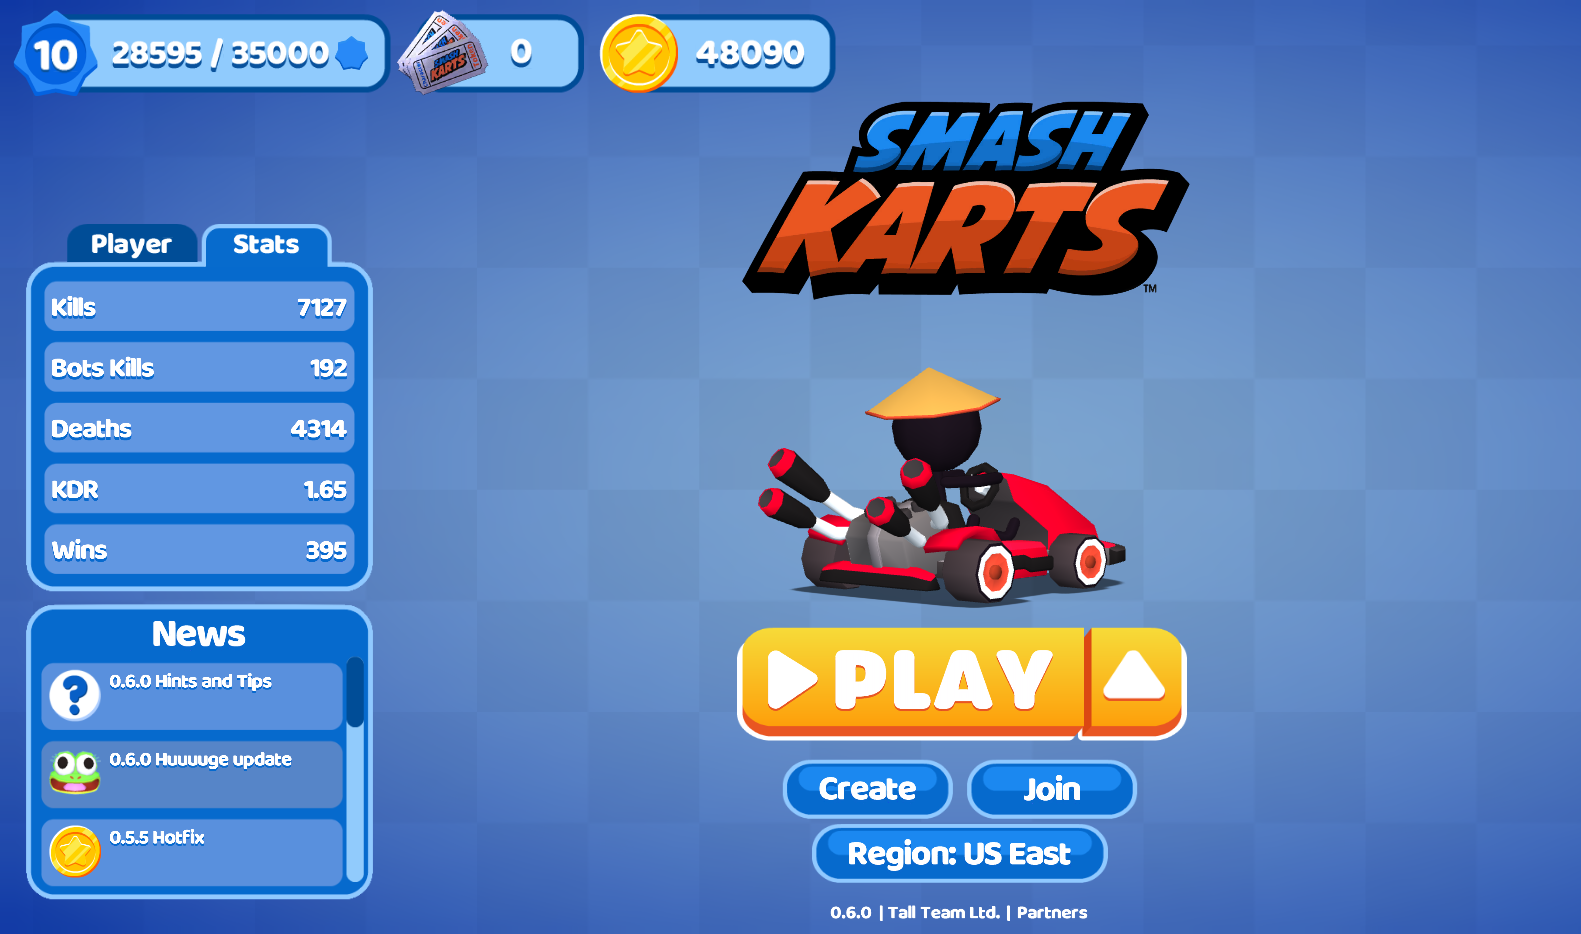 10
28595 / 35000
0
48090
SMASH
KARTS
TM
Player
Stats
Kills 7127
Bots Kills 192
Deaths 4314
KDR 1.65
Wins 395
News
0.6.0 Hints and Tips
0.6.0 Huuuuge update
0.5.5 Hotfix
PLAY
Create
Join
Region: US East
0.6.0 | Tall Team Ltd. | Partners